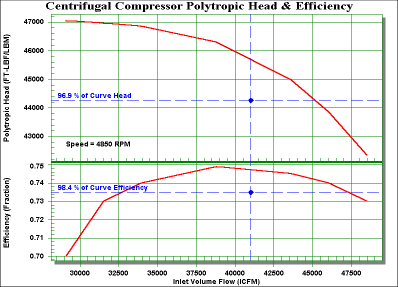 Centrifugal Compressor Polytropic Head & Efficiency
Polytropic Head (FT-LBF/LBM)
47000
46000
45000
44000
43000
96.9 % of Curve Head
Speed = 4850 RPM
Efficiency (Fraction)
0.75
0.74
0.73
0.72
0.71
0.70
98.4 % of Curve Efficiency
30000
32500
35000
37500
40000
42500
45000
47500
Inlet Volume Flow (ICFM)